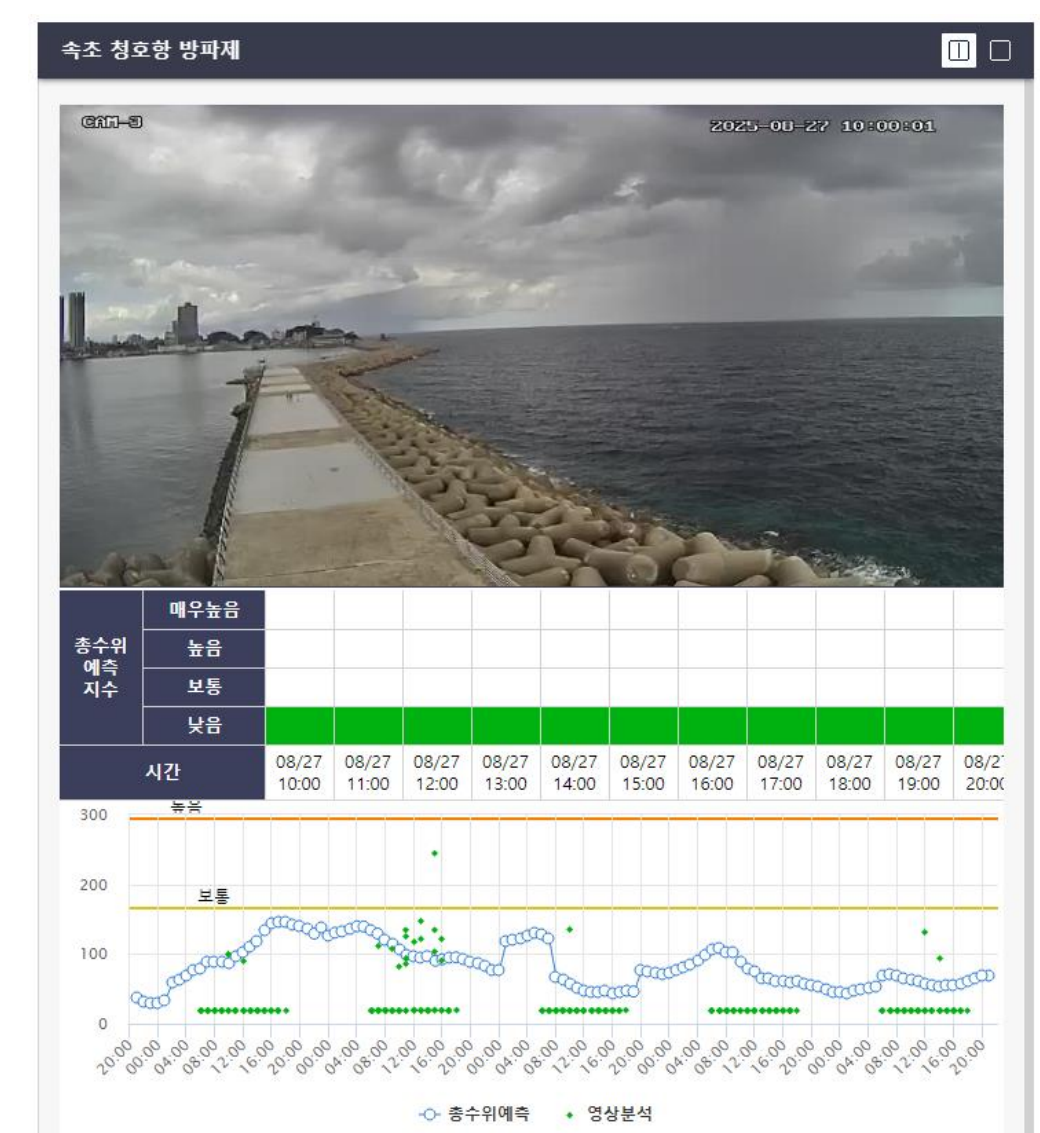 속초 청호항 방파제
CAM-3
2025-08-27 10:00:01
총수위
예측
지수
매우높음
높음
보통
낮음
시간
08/27 08/27 08/27 08/27 08/27 08/27 08/27 08/27 08/27 08/27 08/2
10:00 11:00 12:00 13:00 14:00 15:00 16:00 17:00 18:00 19:00 20:00
높음
300
200
보통
100
0
20:00 00:00 04:00 08:00 12:00 16:00 20:00 00:00 04:00 08:00 12:00 16:00 20:00 00:00 04:00 08:00 12:00 16:00 20:00 00:00 04:00 08:00 12:00 16:00 20:00 00:00 04:00 08:00 12:00 16:00 20:00
총수위예측 영상분석